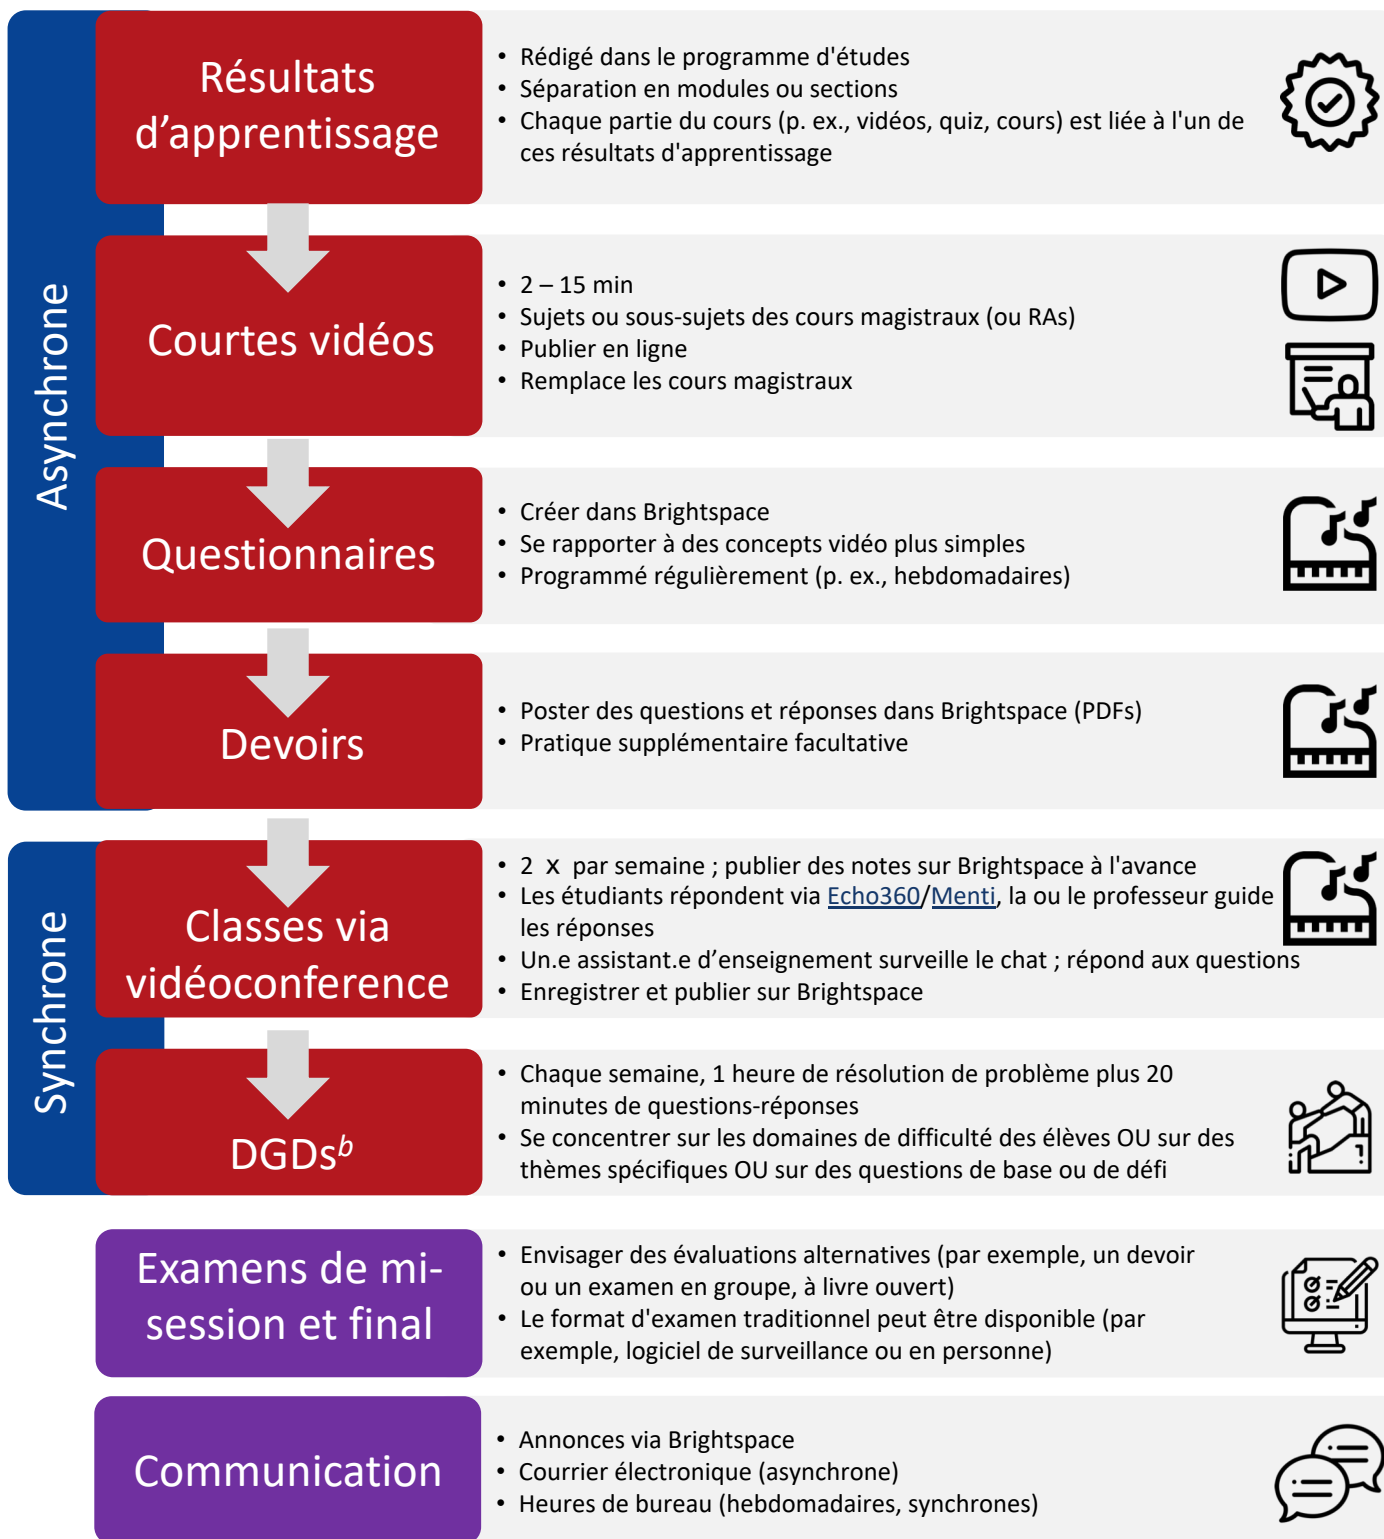 Asynchrone
Résultats
d'apprentissage
• Rédigé dans le programme d'études
• Séparation en modules ou sections
• Chaque partie du cours (p. ex., vidéos, quiz, cours) est liée à l'un de
ces résultats d'apprentissage
Courtes vidéos
• 2 – 15 min
• Sujets ou sous-sujets des cours magistraux (ou RAs)
• Publier en ligne
• Remplace les cours magistraux
Questionnaires
• Créer dans Brightspace
• Se rapporter à des concepts vidéo plus simples
• Programmé régulièrement (p. ex., hebdomadaires)
Devoirs
• Poster des questions et réponses dans Brightspace (PDFs)
• Pratique supplémentaire facultative
Synchrone
Classes via
vidéoconference
• 2 x par semaine ; publier des notes sur Brightspace à l'avance
• Les étudiants répondent via Echo360/Menti, la ou le professeur guide
les réponses
• Un.e assistant.e d’enseignement surveille le chat ; répond aux questions
• Enregistrer et publier sur Brightspace
DGDsᵇ
• Chaque semaine, 1 heure de résolution de problème plus 20
minutes de questions-réponses
• Se concentrer sur les domaines de difficulté des élèves OU sur des
thèmes spécifiques OU sur des questions de base ou de défi
Examens de mi-
session et final
• Envisager des évaluations alternatives (par exemple, un devoir
ou un examen en groupe, à livre ouvert)
• Le format d'examen traditionnel peut être disponible (par
exemple, logiciel de surveillance ou en personne)
Communication
• Annonces via Brightspace
• Courrier électronique (asynchrone)
• Heures de bureau (hebdomadaires, synchrones)